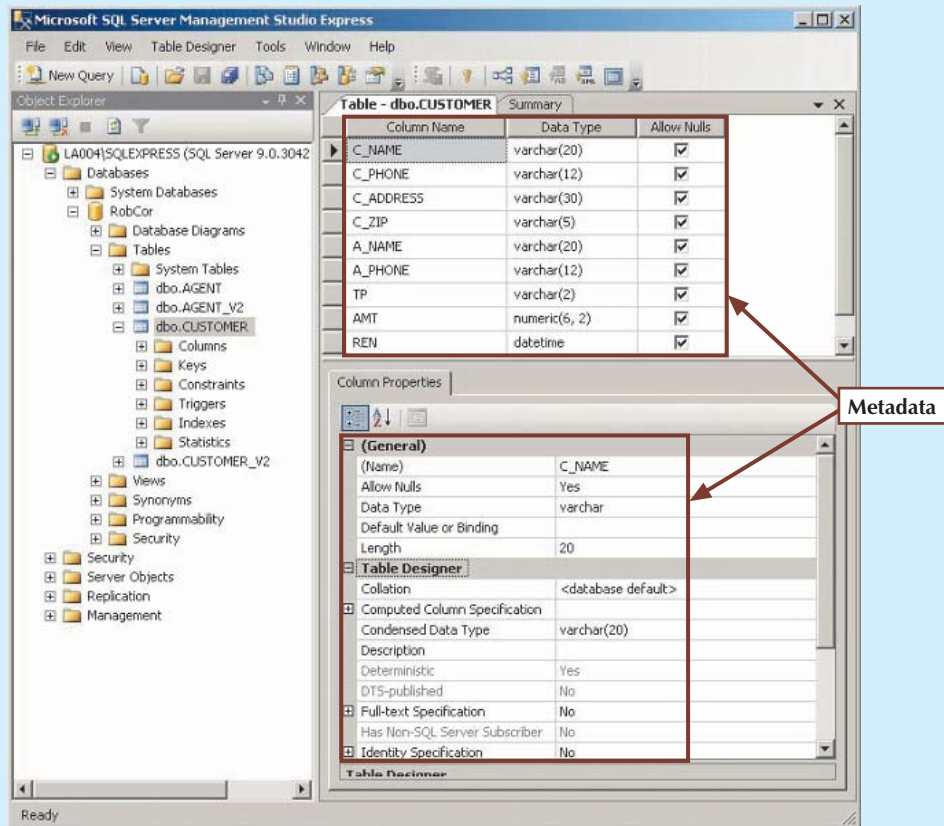 Microsoft SQL Server Management Studio Express
File Edit View Table Designer Tools Window Help
New Query
Object Explorer
LA004\SQLEXPRESS (SQL Server 9.0.3042
Databases
System Databases
RobCor
Database Diagrams
Tables
System Tables
dbo.AGENT
dbo.AGENT_V2
dbo.CUSTOMER
Columns
Keys
Constraints
Triggers
Indexes
Statistics
dbo.CUSTOMER_V2
Views
Synonyms
Programmability
Security
Security
Server Objects
Replication
Management
Table - dbo.CUSTOMER Summary
Column Name Data Type Allow Nulls
C_NAME varchar(20)
C_PHONE varchar(12)
C_ADDRESS varchar(30)
C_ZIP varchar(5)
A_NAME varchar(20)
A_PHONE varchar(12)
TP varchar(2)
AMT numeric(6, 2)
REN datetime
Metadata
Column Properties
(General)
(Name) C_NAME
Allow Nulls Yes
Data Type varchar
Default Value or Binding
Length 20
Table Designer
Collation <database default>
Computed Column Specification
Condensed Data Type varchar(20)
Description
Deterministic Yes
DTS-published No
Full-text Specification No
Has Non-SQL Server Subscriber No
Identity Specification No
Table Designer
Ready